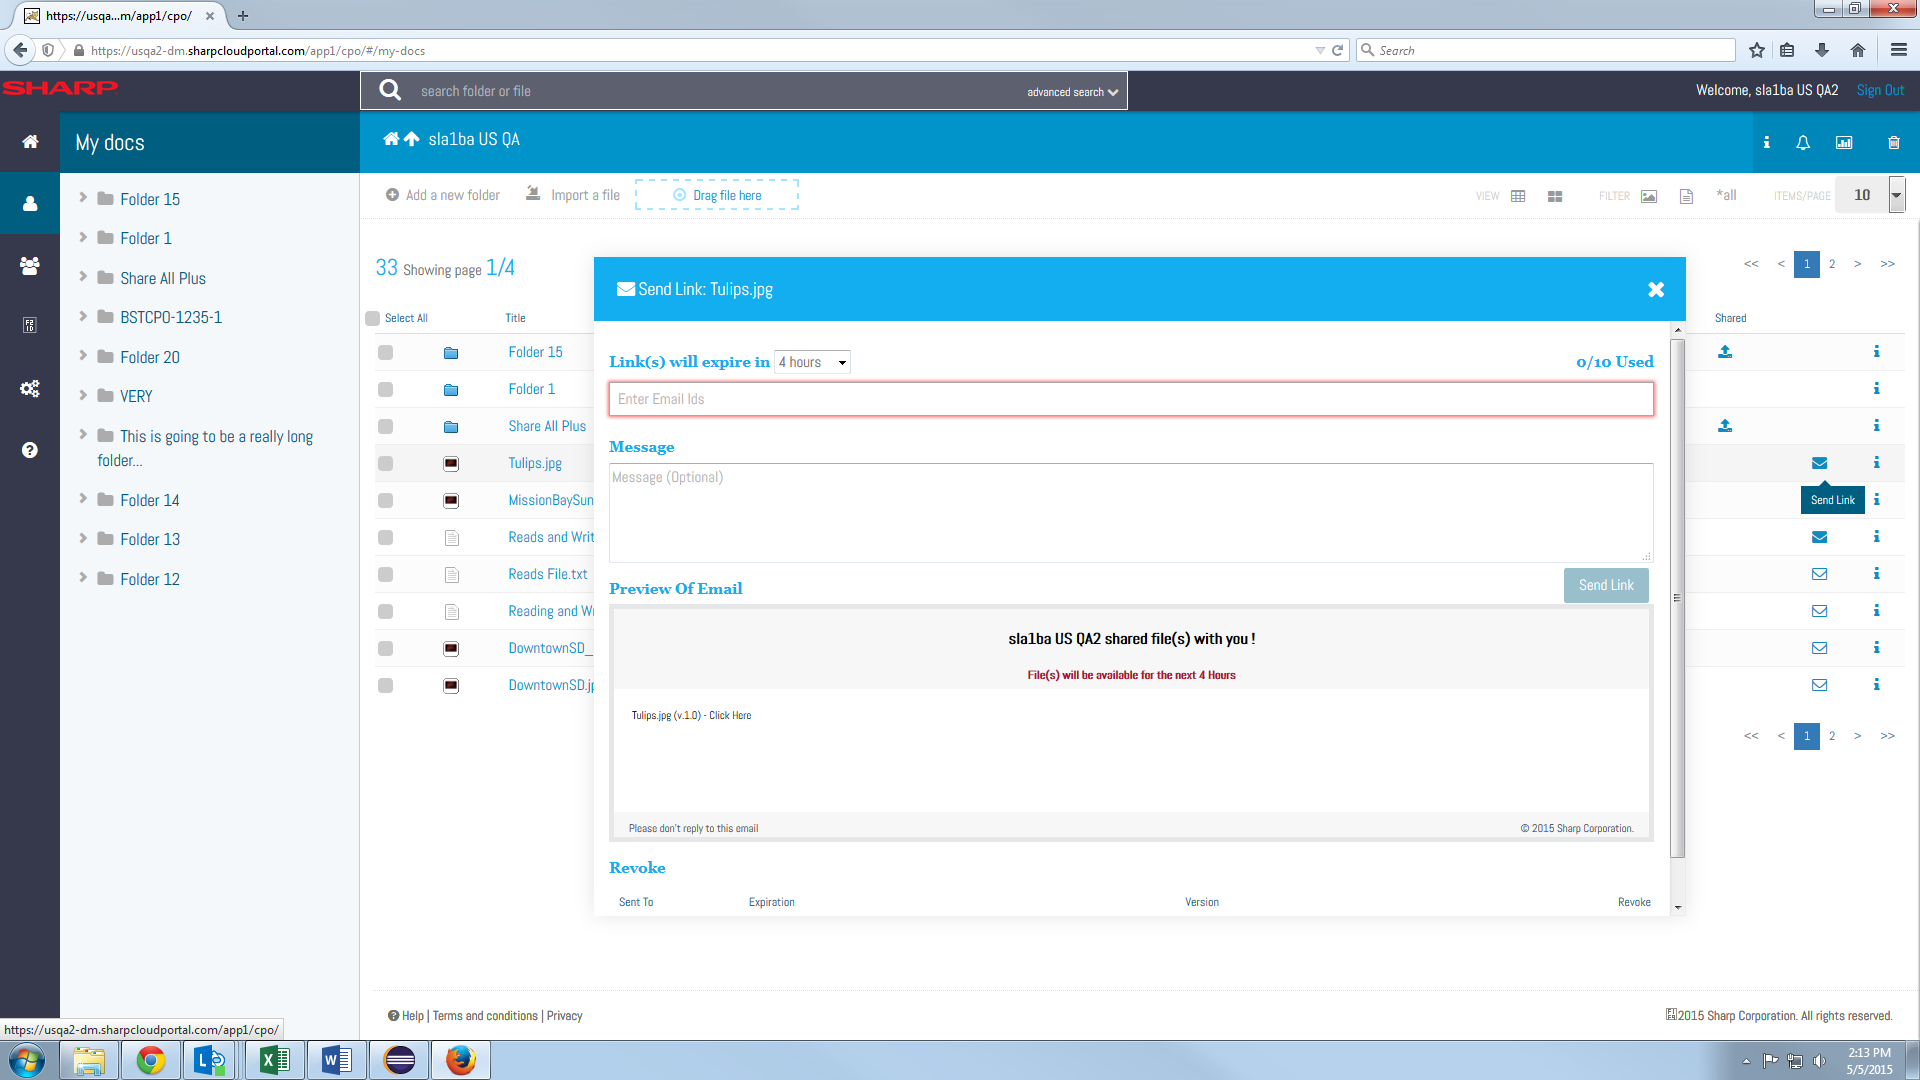 https://usqa...m/app1/cpo/
https://usqa2-dm.sharpcloudportal.com/app1/cpo/#/my-docs
Search
SHARP
search folder or file
advanced search
Welcome, sla1ba US QA2
Sign Out
My docs
sla1ba US QA
Add a new folder
Import a file
Drag file here
VIEW
FILTER
*all
ITEMS/PAGE
10
Folder 15
Folder 1
Share All Plus
BSTCPO-1235-1
Folder 20
VERY
This is going to be a really long
folder...
Folder 14
Folder 13
Folder 12
33 Showing page 1/4
<< < 1 2 > >>
Select All
Title
Shared
Folder 15
Folder 1
Share All Plus
Tulips.jpg
MissionBaySun
Reads and Writ
Reads File.txt
Reading and Wr
DowntownSD_
DowntownSD.jp
Send Link
<< < 1 2 > >>
Send Link: Tulips.jpg
Link(s) will expire in 4 hours
0/10 Used
Enter Email Ids
Message
Message (Optional)
Preview Of Email
Send Link
sla1ba US QA2 shared file(s) with you !
File(s) will be available for the next 4 Hours
Tulips.jpg (v.1.0) - Click Here
Please don't reply to this email
© 2015 Sharp Corporation.
Revoke
Sent To
Expiration
Version
Revoke
Help | Terms and conditions | Privacy
2015 Sharp Corporation. All rights reserved.
https://usqa2-dm.sharpcloudportal.com/app1/cpo/
2:13 PM
5/5/2015